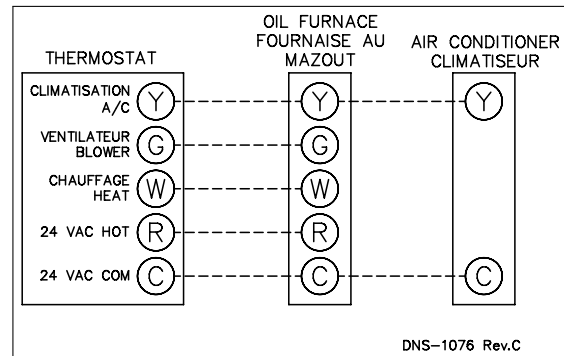 THERMOSTAT
OIL FURNACE
FOURNAISE AU
MAZOUT
AIR CONDITIONER
CLIMATISEUR
CLIMATISATION
A/C
Y
Y
Y
VENTILATEUR
BLOWER
G
G
CHAUFFAGE
HEAT
W
W
24 VAC HOT
R
R
24 VAC COM
C
C
C
DNS-1076 Rev.C